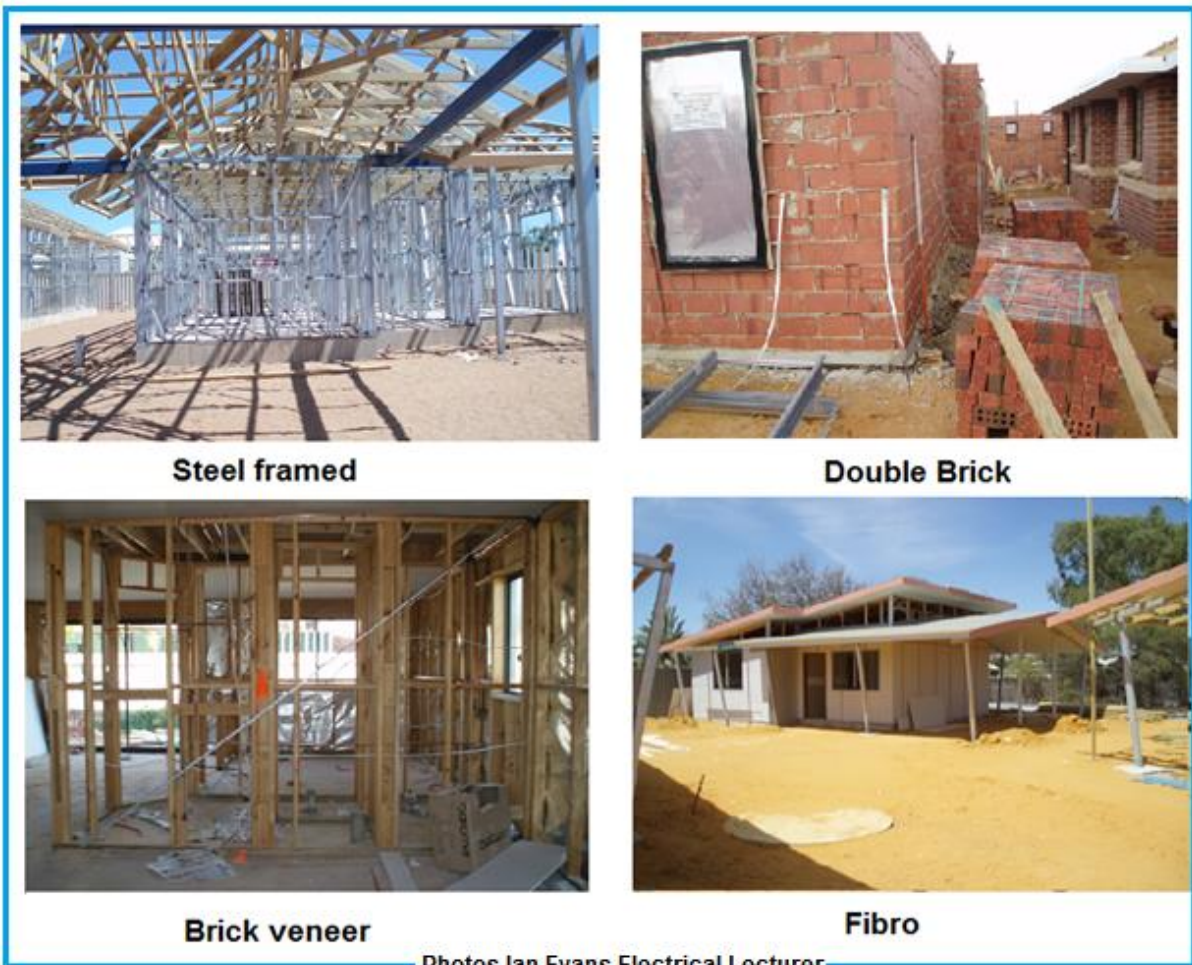 Steel framed
Double Brick
Brick veneer
Fibro
Photos Ian Evans Electrical Lecturer